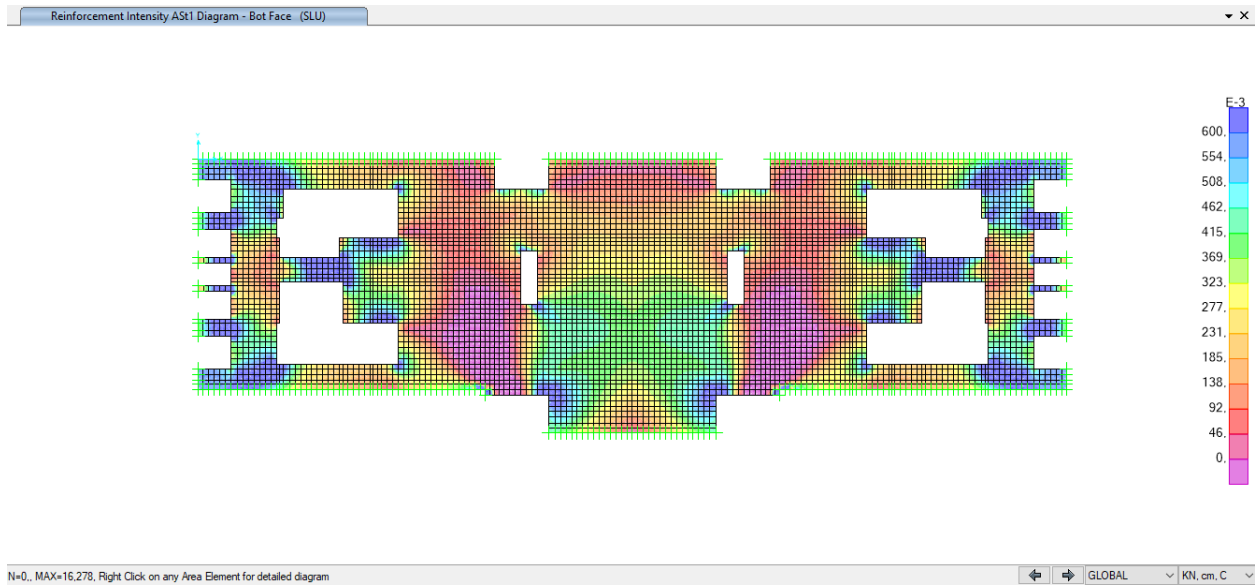 Reinforcement Intensity ASt1 Diagram - Bot Face (SLU)
E-3
600,
554,
508,
462,
415,
369,
323,
277,
231,
185,
138,
92,
46,
0,
N=0,, MAX=16,278, Right Click on any Area Element for detailed diagram
GLOBAL
KN, cm, C